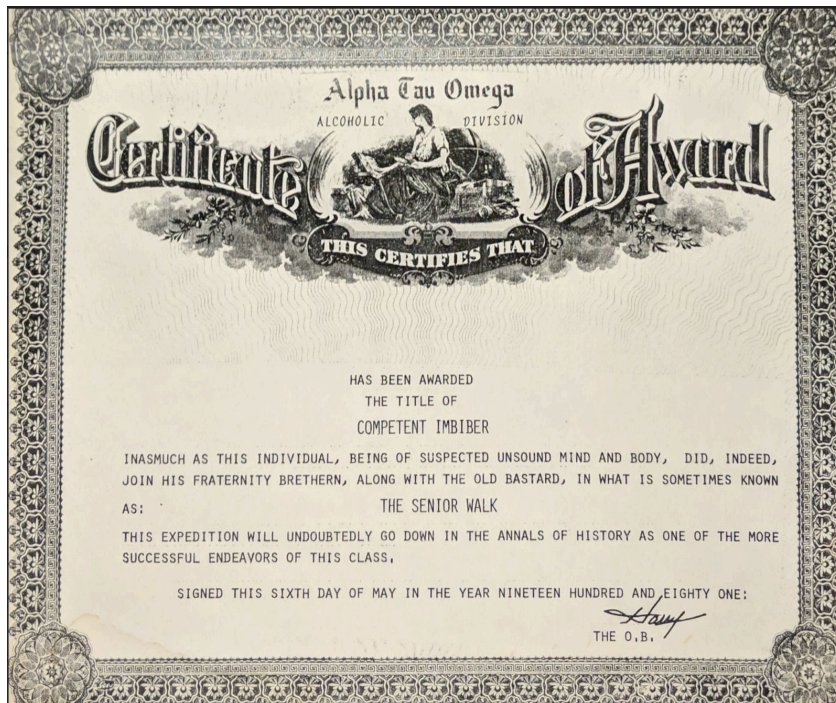 Alpha Tau Omega
ALCOHOLIC DIVISION
Certificate of Award
THIS CERTIFIES THAT
HAS BEEN AWARDED
THE TITLE OF
COMPETENT IMBIBER
INASMUCH AS THIS INDIVIDUAL, BEING OF SUSPECTED UNSOUND MIND AND BODY, DID, INDEED,
JOIN HIS FRATERNITY BRETHERN, ALONG WITH THE OLD BASTARD, IN WHAT IS SOMETIMES KNOWN
AS: THE SENIOR WALK
THIS EXPEDITION WILL UNDOUBTEDLY GO DOWN IN THE ANNALS OF HISTORY AS ONE OF THE MORE
SUCCESSFUL ENDEAVORS OF THIS CLASS.
SIGNED THIS SIXTH DAY OF MAY IN THE YEAR NINETEEN HUNDRED AND EIGHTY ONE:
THE O.B.